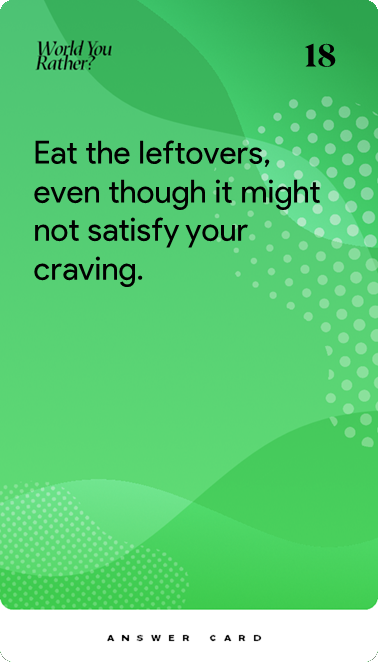 World You
Rather?
18
Eat the leftovers,
even though it might
not satisfy your
craving.
ANSWER CARD